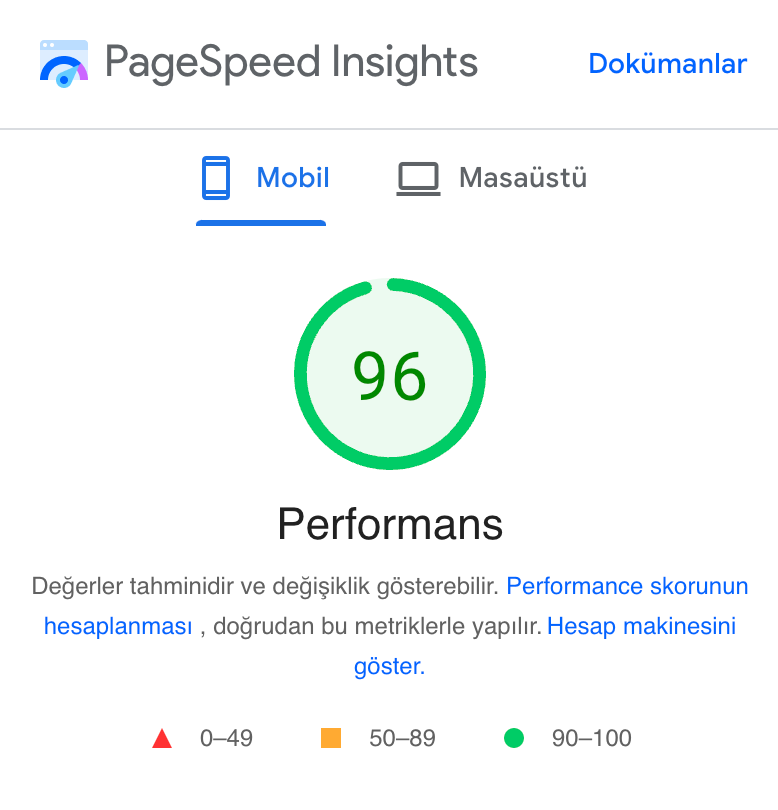 PageSpeed Insights
Dokümanlar
Mobil
Masaüstü
96
Performans
Değerler tahminidir ve değişiklik gösterebilir. Performance skorunun
hesaplanması , doğrudan bu metriklerle yapılır. Hesap makinesini
göster.
0–49
50–89
90–100